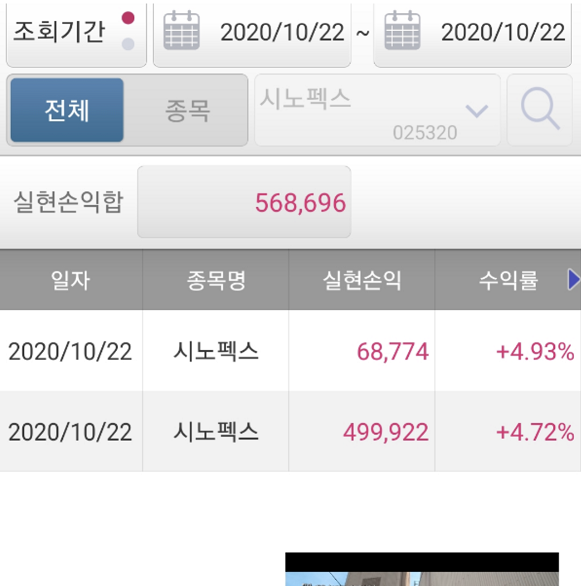 조회기간 2020/10/22 ~ 2020/10/22
전체 종목 시노펙스
025320
실현손익합 568,696
일자 종목명 실현손익 수익률
2020/10/22 시노펙스 68,774 +4.93%
2020/10/22 시노펙스 499,922 +4.72%